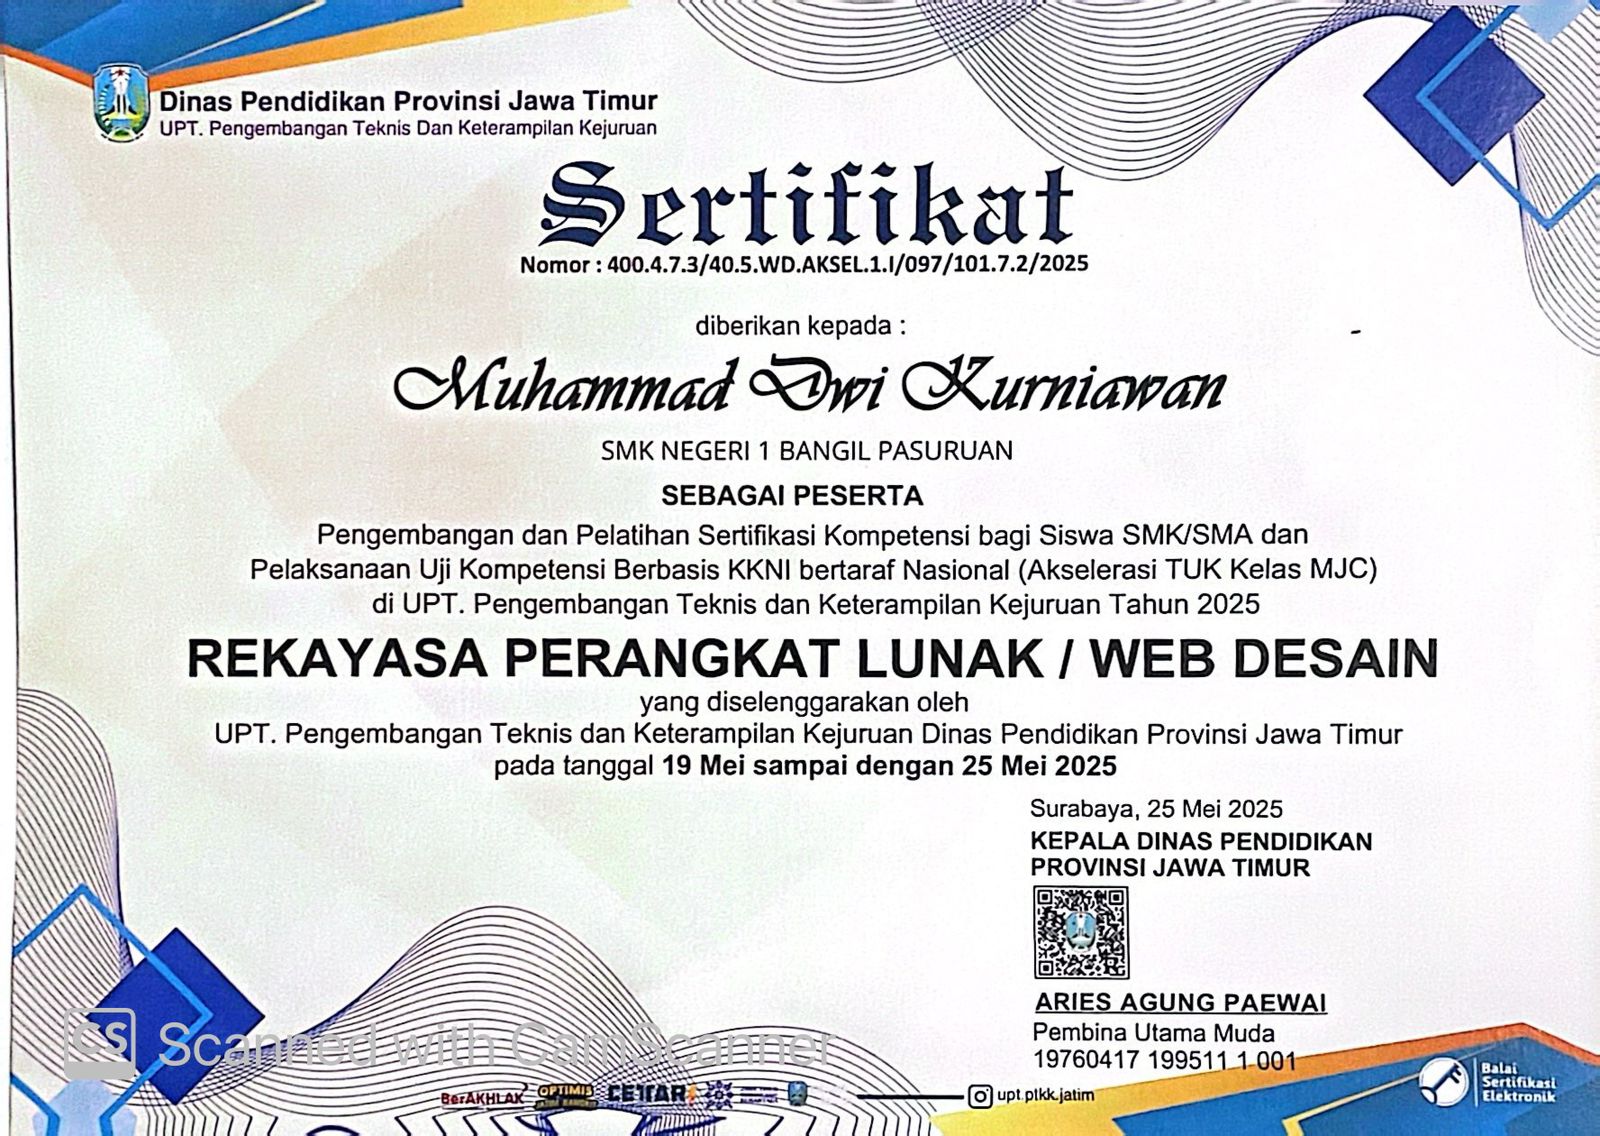 Dinas Pendidikan Provinsi Jawa Timur
UPT. Pengembangan Teknis Dan Keterampilan Kejuruan
Sertifikat
Nomor : 400.4.7.3/40.5.WD.AKSEL.1.I/097/101.7.2/2025
diberikan kepada :
Muhammad Dwi Kurniawan
SMK NEGERI 1 BANGIL PASURUAN
SEBAGAI PESERTA
Pengembangan dan Pelatihan Sertifikasi Kompetensi bagi Siswa SMK/SMA dan
Pelaksanaan Uji Kompetensi Berbasis KKNI bertaraf Nasional (Akselerasi TUK Kelas MJC)
di UPT. Pengembangan Teknis dan Keterampilan Kejuruan Tahun 2025
REKAYASA PERANGKAT LUNAK / WEB DESAIN
yang diselenggarakan oleh
UPT. Pengembangan Teknis dan Keterampilan Kejuruan Dinas Pendidikan Provinsi Jawa Timur
pada tanggal 19 Mei sampai dengan 25 Mei 2025
Surabaya, 25 Mei 2025
KEPALA DINAS PENDIDIKAN
PROVINSI JAWA TIMUR
ARIES AGUNG PAEWAI
Pembina Utama Muda
19760417 199511 1 001
CS Scanned with CamScanner
BerAKHLAK OPTIMIS CETTAR
upt.ptkk.jatim
Balai
Sertifikasi
Elektronik